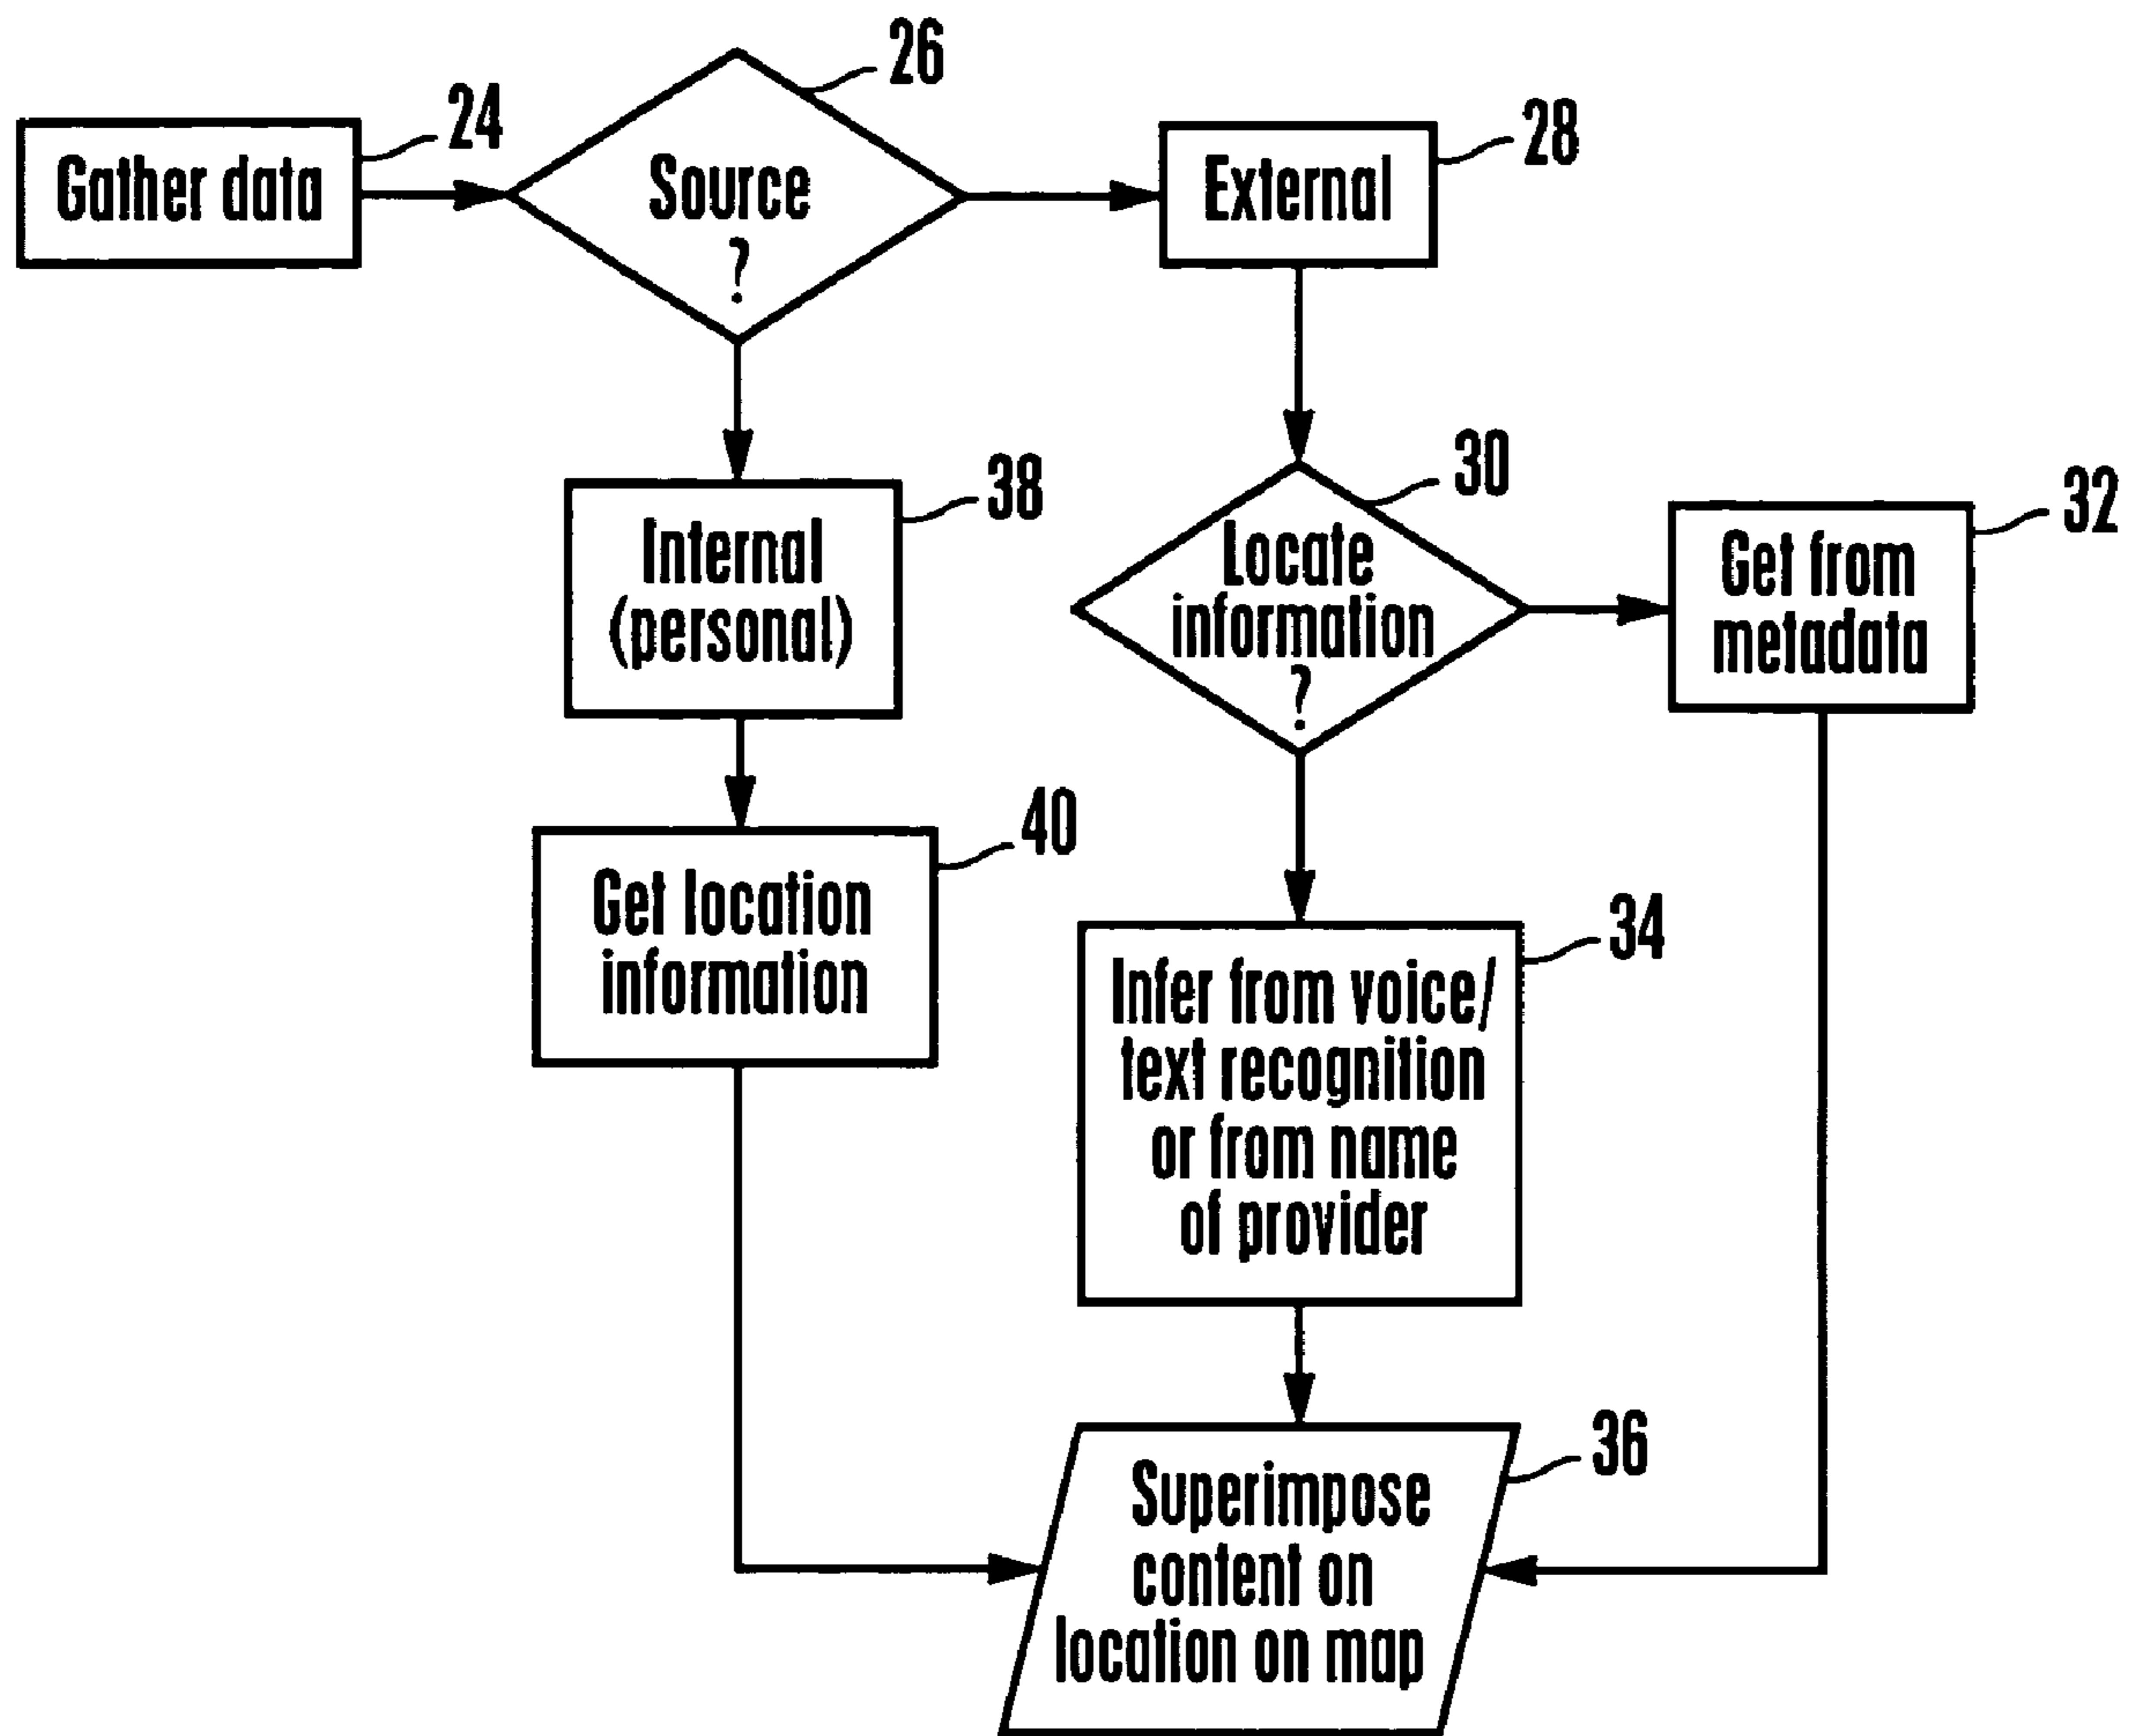 24
Gather data
26
Source
?
28
External
38
Internal
(personal)
30
Locate
information
?
32
Get from
metadata
40
Get location
information
34
Infer from voice/
text recognition
or from name
of provider
36
Superimpose
content on
location on map